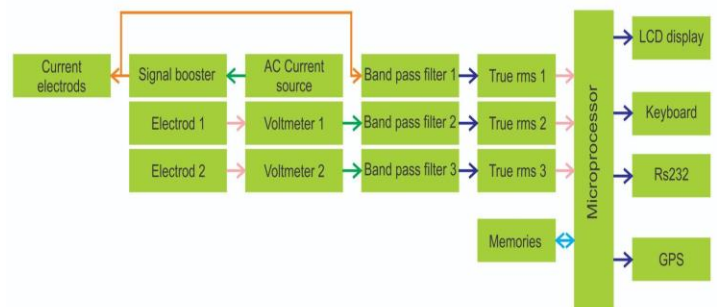 Current
electrods
Signal booster
AC Current
source
Band pass filter 1
True rms 1
Electrod 1
Voltmeter 1
Band pass filter 2
True rms 2
Electrod 2
Voltmeter 2
Band pass filter 3
True rms 3
Memories
Microprocessor
LCD display
Keyboard
Rs232
GPS